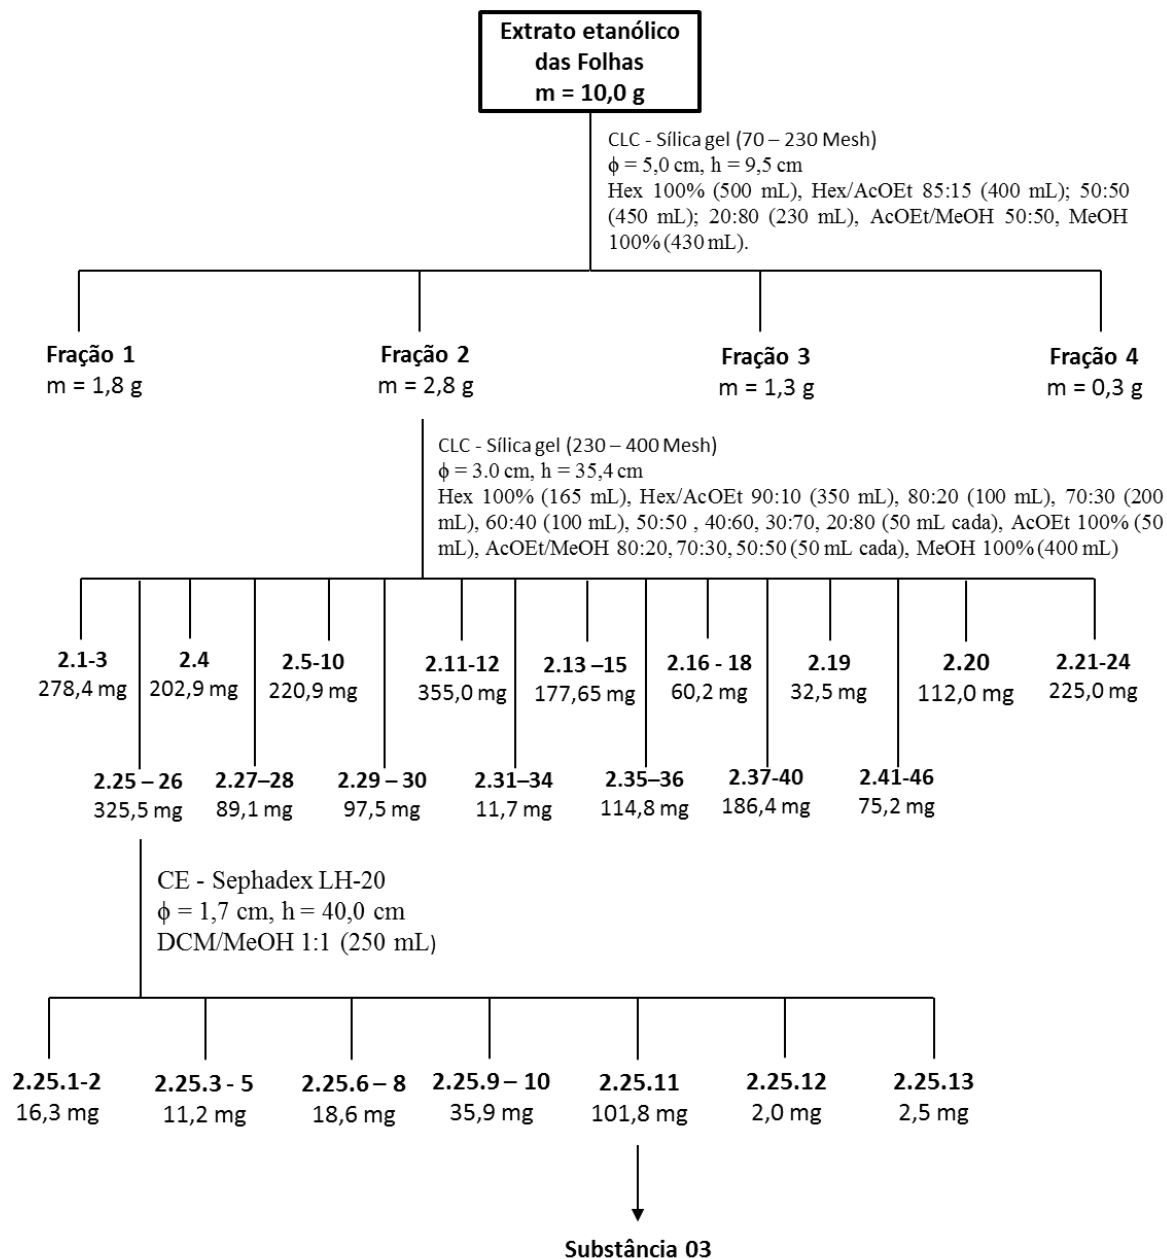 Extrato etanólico
das Folhas
m = 10,0 g
CLC - Sílica gel (70 – 230 Mesh)
ϕ = 5,0 cm, h = 9,5 cm
Hex 100% (500 mL), Hex/AcOEt 85:15 (400 mL); 50:50
(450 mL); 20:80 (230 mL), AcOEt/MeOH 50:50, MeOH
100% (430 mL).
Fração 1
m = 1,8 g
Fração 2
m = 2,8 g
Fração 3
m = 1,3 g
Fração 4
m = 0,3 g
CLC - Sílica gel (230 – 400 Mesh)
ϕ = 3.0 cm, h = 35,4 cm
Hex 100% (165 mL), Hex/AcOEt 90:10 (350 mL), 80:20 (100 mL), 70:30 (200
mL), 60:40 (100 mL), 50:50 , 40:60, 30:70, 20:80 (50 mL cada), AcOEt 100% (50
mL), AcOEt/MeOH 80:20, 70:30, 50:50 (50 mL cada), MeOH 100% (400 mL)
2.1-3
278,4 mg
2.4
202,9 mg
2.5-10
220,9 mg
2.11-12
355,0 mg
2.13 –15
177,65 mg
2.16 - 18
60,2 mg
2.19
32,5 mg
2.20
112,0 mg
2.21-24
225,0 mg
2.25 – 26
325,5 mg
2.27–28
89,1 mg
2.29 – 30
97,5 mg
2.31–34
11,7 mg
2.35–36
114,8 mg
2.37-40
186,4 mg
2.41-46
75,2 mg
CE - Sephadex LH-20
ϕ = 1,7 cm, h = 40,0 cm
DCM/MeOH 1:1 (250 mL)
2.25.1-2
16,3 mg
2.25.3 - 5
11,2 mg
2.25.6 – 8
18,6 mg
2.25.9 – 10
35,9 mg
2.25.11
101,8 mg
2.25.12
2,0 mg
2.25.13
2,5 mg
Substância 03